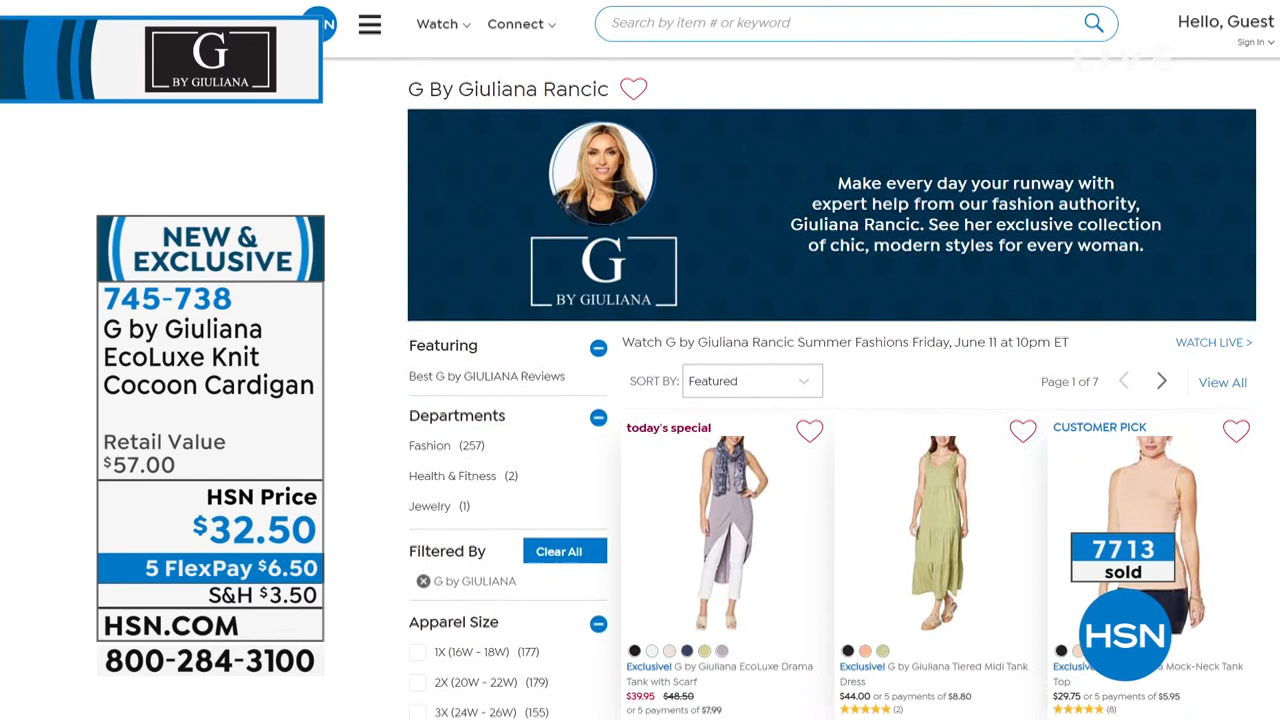 N
Watch
Connect
Search by item # or keyword
Hello, Guest
Sign In
LIVE
G
BY GIULIANA
G By Giuliana Rancic
Make every day your runway with
expert help from our fashion authority,
Giuliana Rancic. See her exclusive collection
of chic, modern styles for every woman.
G
BY GIULIANA
NEW &
EXCLUSIVE
745-738
G by Giuliana
EcoLuxe Knit
Cocoon Cardigan
Retail Value
$57.00
HSN Price
$32.50
5 FlexPay $6.50
S&H $3.50
HSN.COM
800-284-3100
Featuring
Best G by GIULIANA Reviews
Departments
Fashion (257)
Health & Fitness (2)
Jewelry (1)
Filtered By
Clear All
G by GIULIANA
Apparel Size
1X (16W - 18W) (177)
2X (20W - 22W) (179)
3X (24W - 26W) (155)
Watch G by Giuliana Rancic Summer Fashions Friday, June 11 at 10pm ET
WATCH LIVE >
SORT BY:
Featured
Page 1 of 7
View All
today's special
CUSTOMER PICK
Exclusive! G by Giuliana EcoLuxe Drama
Tank with Scarf
$39.95 $48.50
or 5 payments of $7.99
Exclusive! G by Giuliana Tiered Midi Tank
Dress
$44.00 or 5 payments of $8.80
(2)
Mock-Neck Tank
Top
$29.75 or 5 payments of $5.95
(8)
7713
sold
HSN